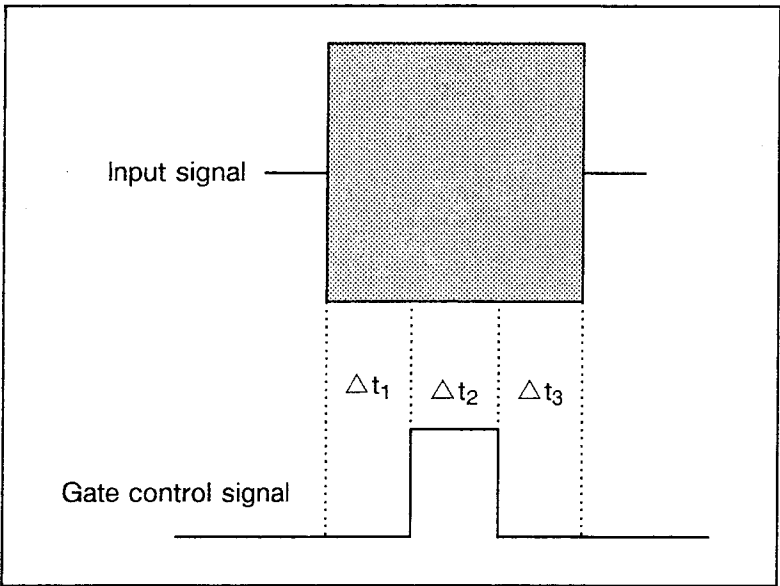 Input signal
△t₁ △t₂ △t₃
Gate control signal